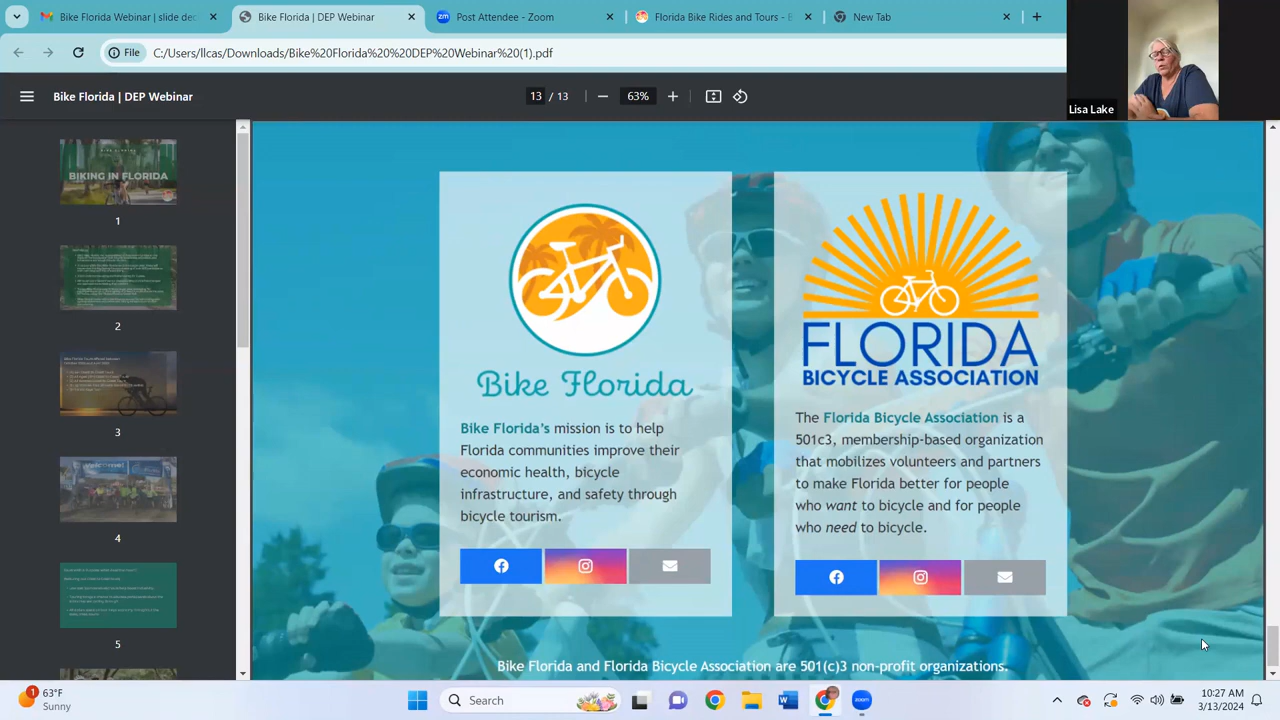 Bike Florida Webinar | slide dec
Bike Florida | DEP Webinar
Post Attendee - Zoom
Florida Bike Rides and Tours - B
New Tab
File
C:/Users/llcas/Downloads/Bike%20Florida%20%20DEP%20Webinar%20(1).pdf
Bike Florida | DEP Webinar
13 / 13
63%
Lisa Lake
BIKING IN FLORIDA
1
2
3
4
5
Bike Florida
Bike Florida's mission is to help
Florida communities improve their
economic health, bicycle
infrastructure, and safety through
bicycle tourism.
FLORIDA
BICYCLE ASSOCIATION
The Florida Bicycle Association is a
501c3, membership-based organization
that mobilizes volunteers and partners
to make Florida better for people
who want to bicycle and for people
who need to bicycle.
Bike Florida and Florida Bicycle Association are 501(c)3 non-profit organizations.
1
63°F
Sunny
Search
zoom
10:27 AM
3/13/2024